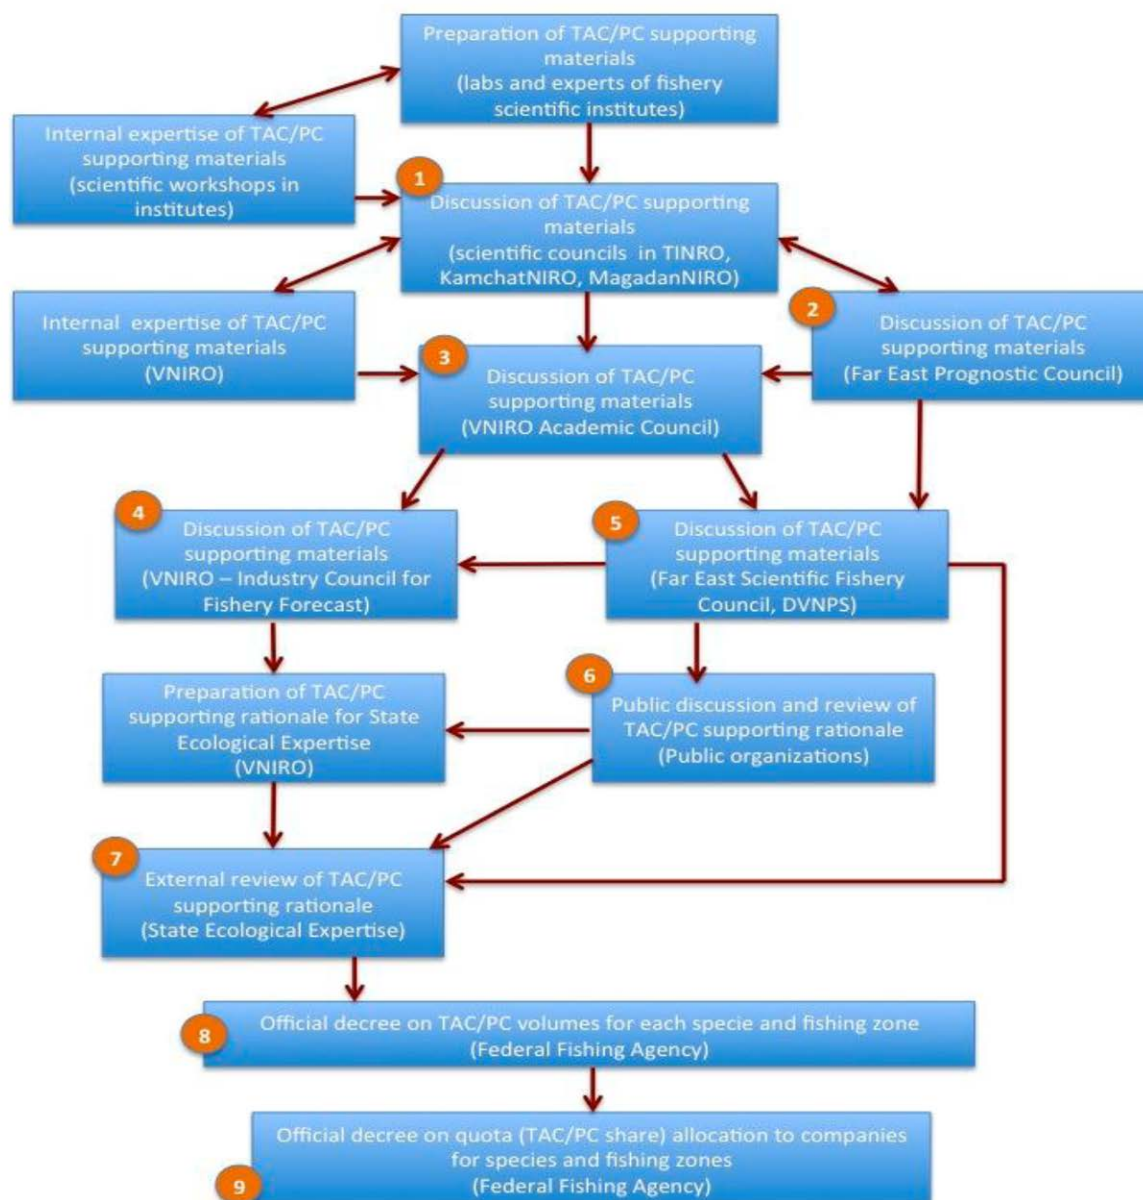 Preparation of TAC/PC supporting
materials
(labs and experts of fishery
scientific institutes)
Internal expertise of TAC/PC
supporting materials
(scientific workshops in
institutes)
1
Discussion of TAC/PC supporting
materials
(scientific councils in TINRO,
KamchatNIRO, MagadanNIRO)
Internal expertise of TAC/PC
supporting materials
(VNIRO)
2
Discussion of TAC/PC
supporting materials
(Far East Prognostic Council)
3
Discussion of TAC/PC
supporting materials
(VNIRO Academic Council)
4
Discussion of TAC/PC
supporting materials
(VNIRO – Industry Council for
Fishery Forecast)
5
Discussion of TAC/PC
supporting materials
(Far East Scientific Fishery
Council, DVNPS)
Preparation of TAC/PC
supporting rationale for State
Ecological Expertise
(VNIRO)
6
Public discussion and review of
TAC/PC supporting rationale
(Public organizations)
7
External review of TAC/PC
supporting rationale
(State Ecological Expertise)
8
Official decree on TAC/PC volumes for each specie and fishing zone
(Federal Fishing Agency)
9
Official decree on quota (TAC/PC share) allocation to companies
for species and fishing zones
(Federal Fishing Agency)